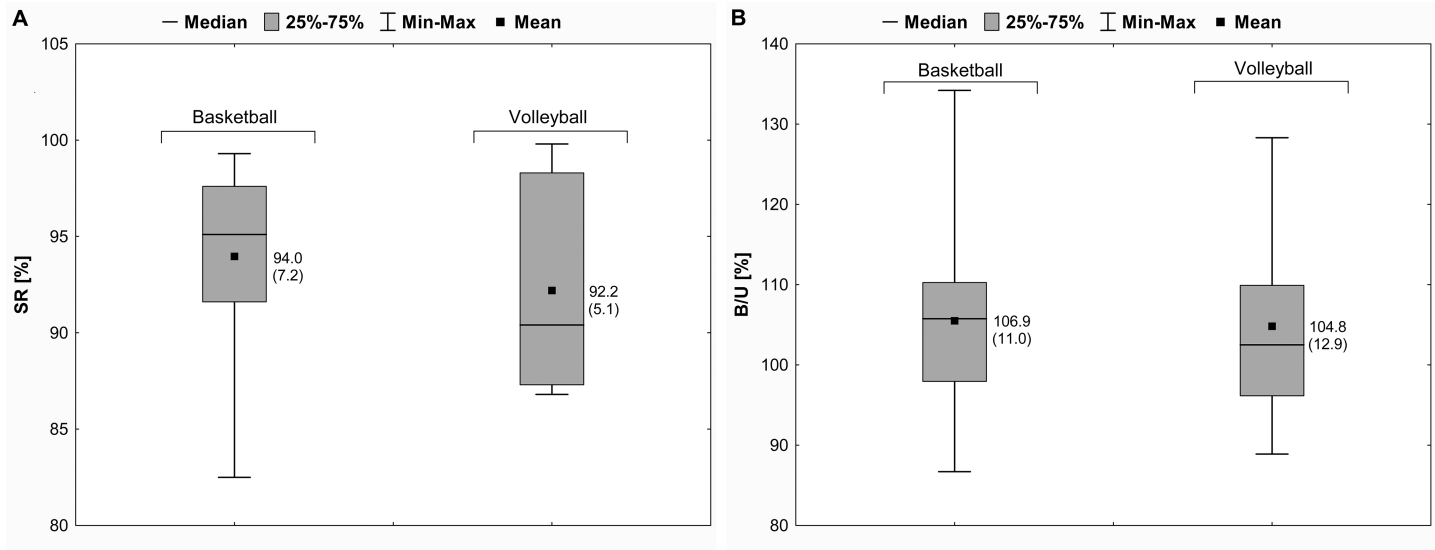 A
Median 25%-75% Min-Max Mean
105
100
95
90
85
80
SR [%]
Basketball
Volleyball
94.0
(7.2)
92.2
(5.1)
B
Median 25%-75% Min-Max Mean
140
130
120
110
100
90
80
B/U [%]
Basketball
Volleyball
106.9
(11.0)
104.8
(12.9)